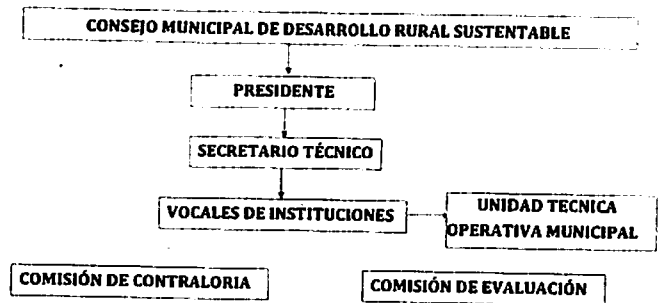 CONSEJO MUNICIPAL DE DESARROLLO RURAL SUSTENTABLE
PRESIDENTE
SECRETARIO TÉCNICO
VOCALES DE INSTITUCIONES
UNIDAD TECNICA
OPERATIVA MUNICIPAL
COMISIÓN DE CONTRALORIA
COMISIÓN DE EVALUACIÓN